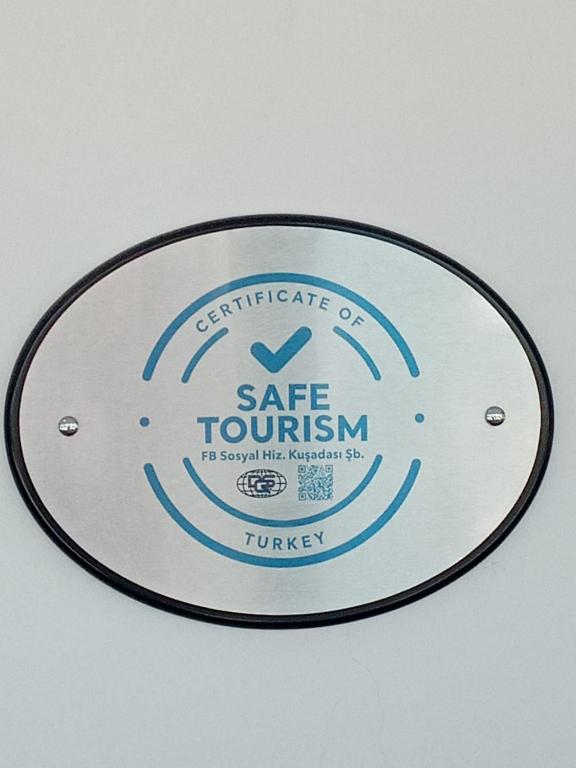 CERTIFICATE OF
SAFE
TOURISM
FB Sosyal Hiz. Kuşadası Şb.
TURKEY